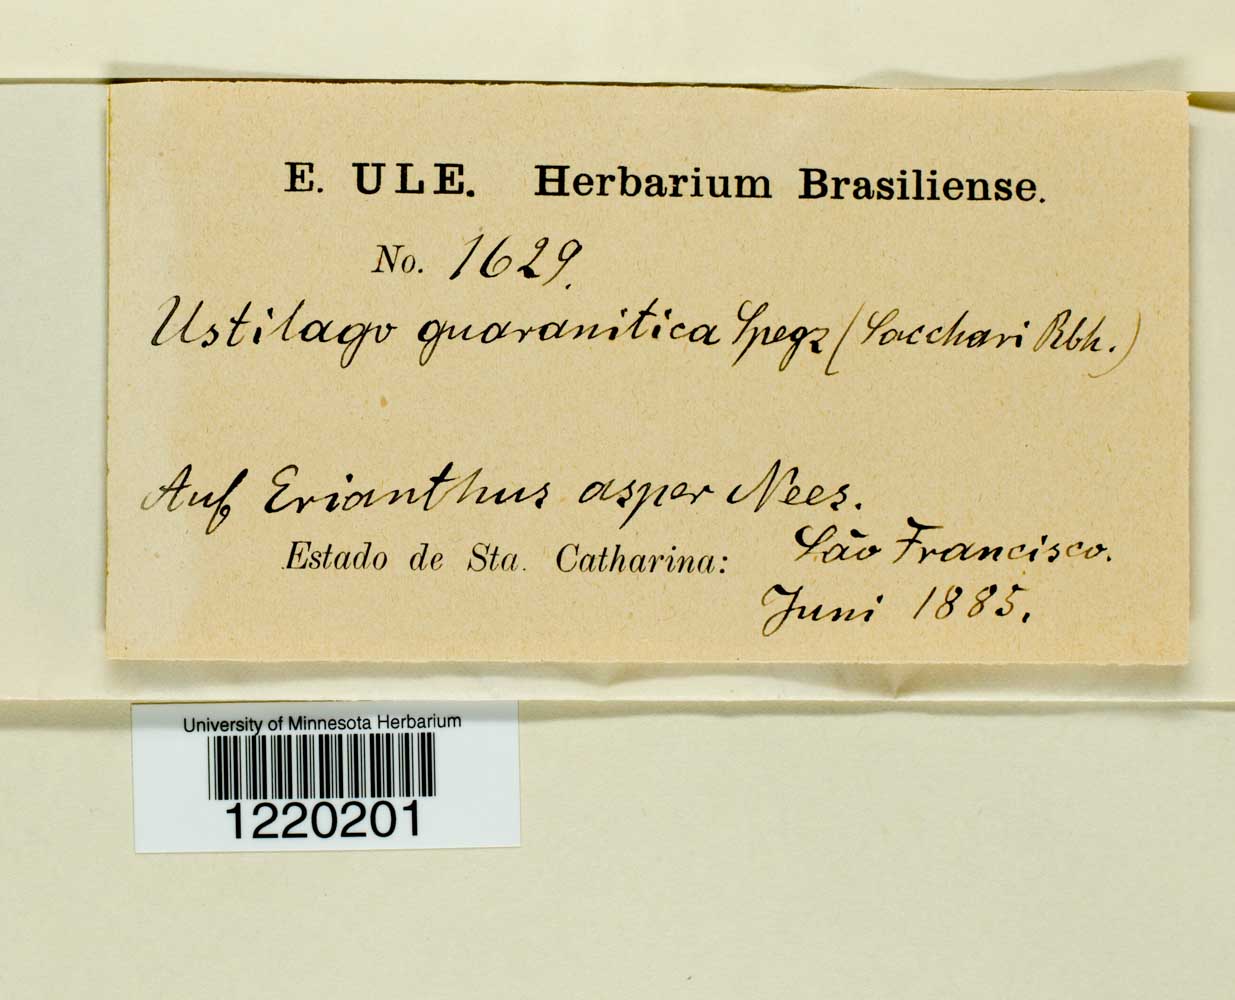 E. ULE. Herbarium Brasiliense.
No. 1629.
Ustilago guaranitica Spegz (Sacchari Rbh.)
Auf Erianthus asper Nees.
Estado de Sta. Catharina: São Francisco.
Juni 1885.
University of Minnesota Herbarium
1220201